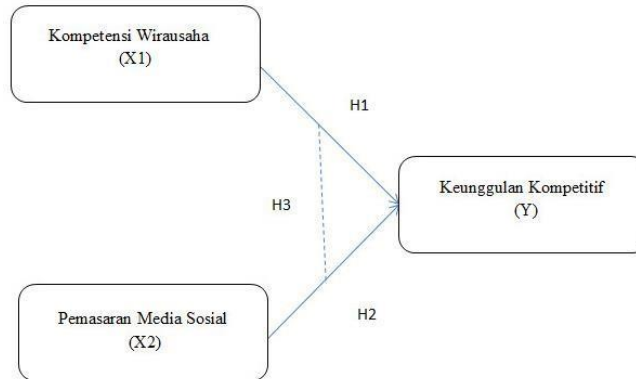 Kompetensi Wirausaha
(X1)
H1
Keunggulan Kompetitif
(Y)
H3
Pemasaran Media Sosial
(X2)
H2